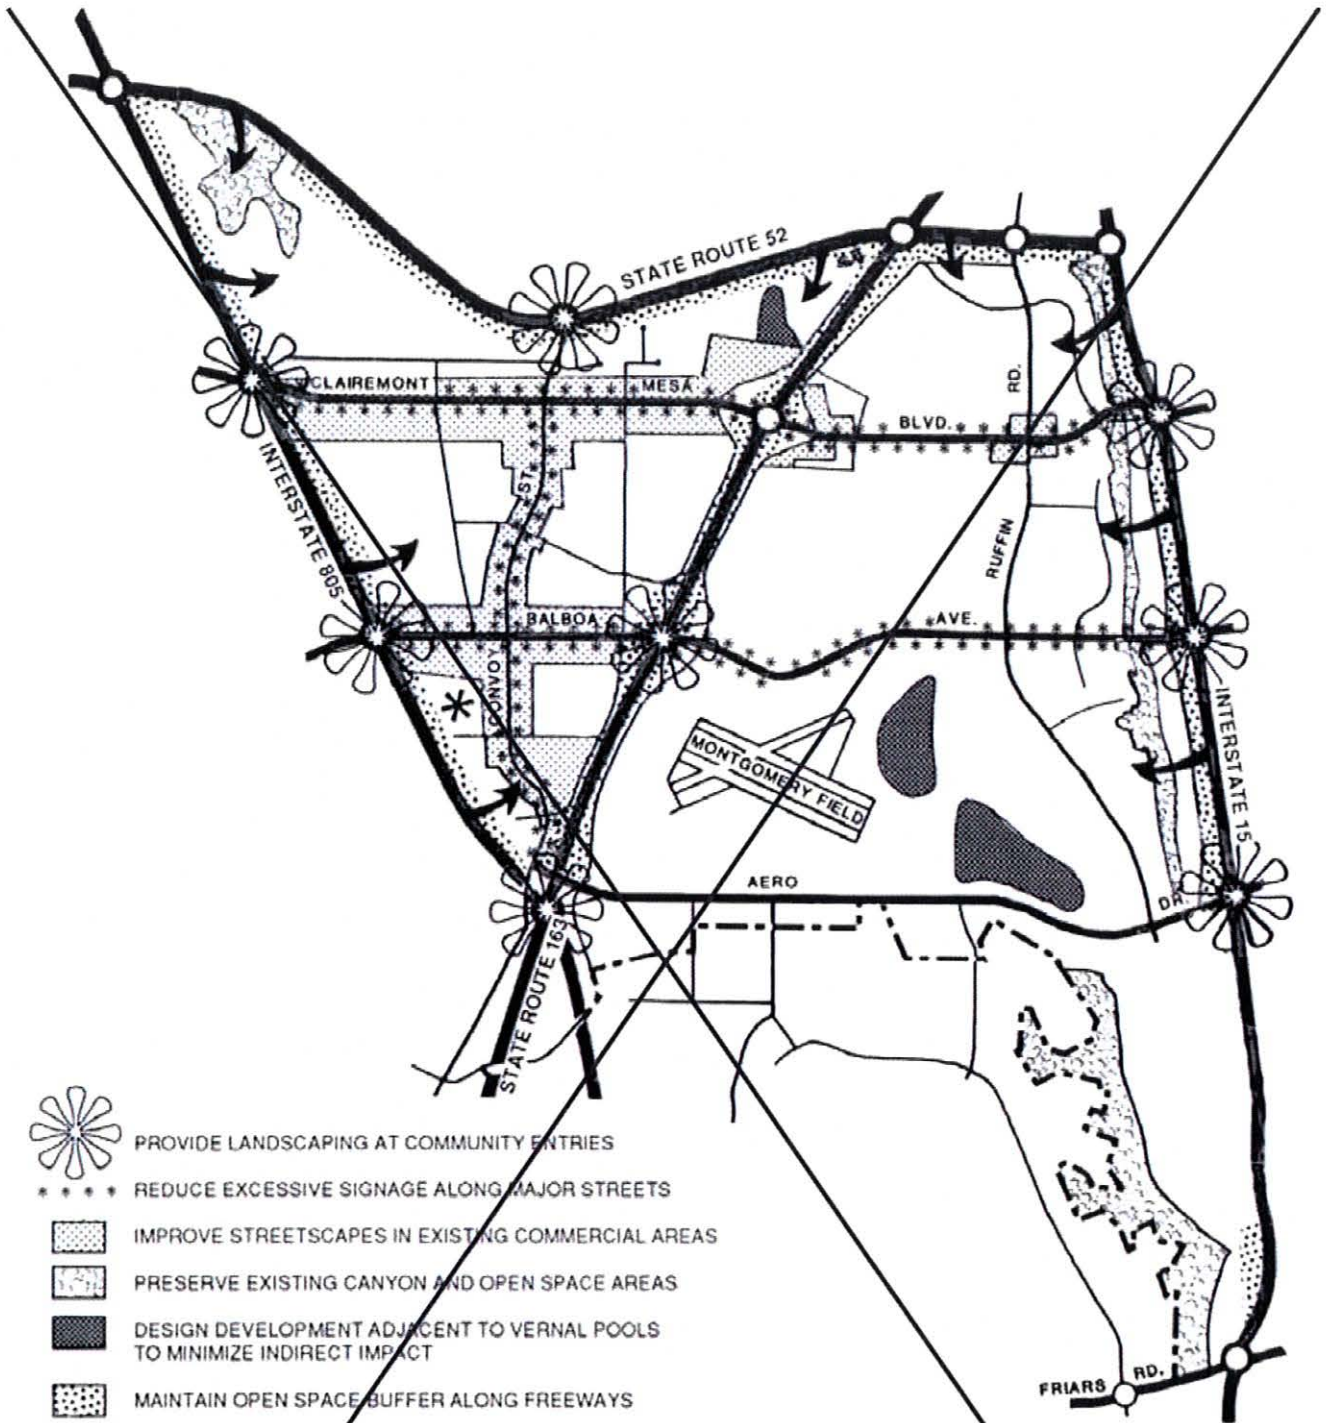 STATE ROUTE 52
CLAIREMONT
MESA
BLVD.
RD.
RUFFIN
INTERSTATE 805
ST.
CONVOY
BALBOA
AVE.
MONTGOMERY FIELD
INTERSTATE 15
AERO
DR.
STATE ROUTE 163
PROVIDE LANDSCAPING AT COMMUNITY ENTRIES
REDUCE EXCESSIVE SIGNAGE ALONG MAJOR STREETS
IMPROVE STREETSCAPES IN EXISTING COMMERCIAL AREAS
PRESERVE EXISTING CANYON AND OPEN SPACE AREAS
DESIGN DEVELOPMENT ADJACENT TO VERNAL POOLS
TO MINIMIZE INDIRECT IMPACT
MAINTAIN OPEN SPACE BUFFER ALONG FREEWAYS
FRIARS RD.